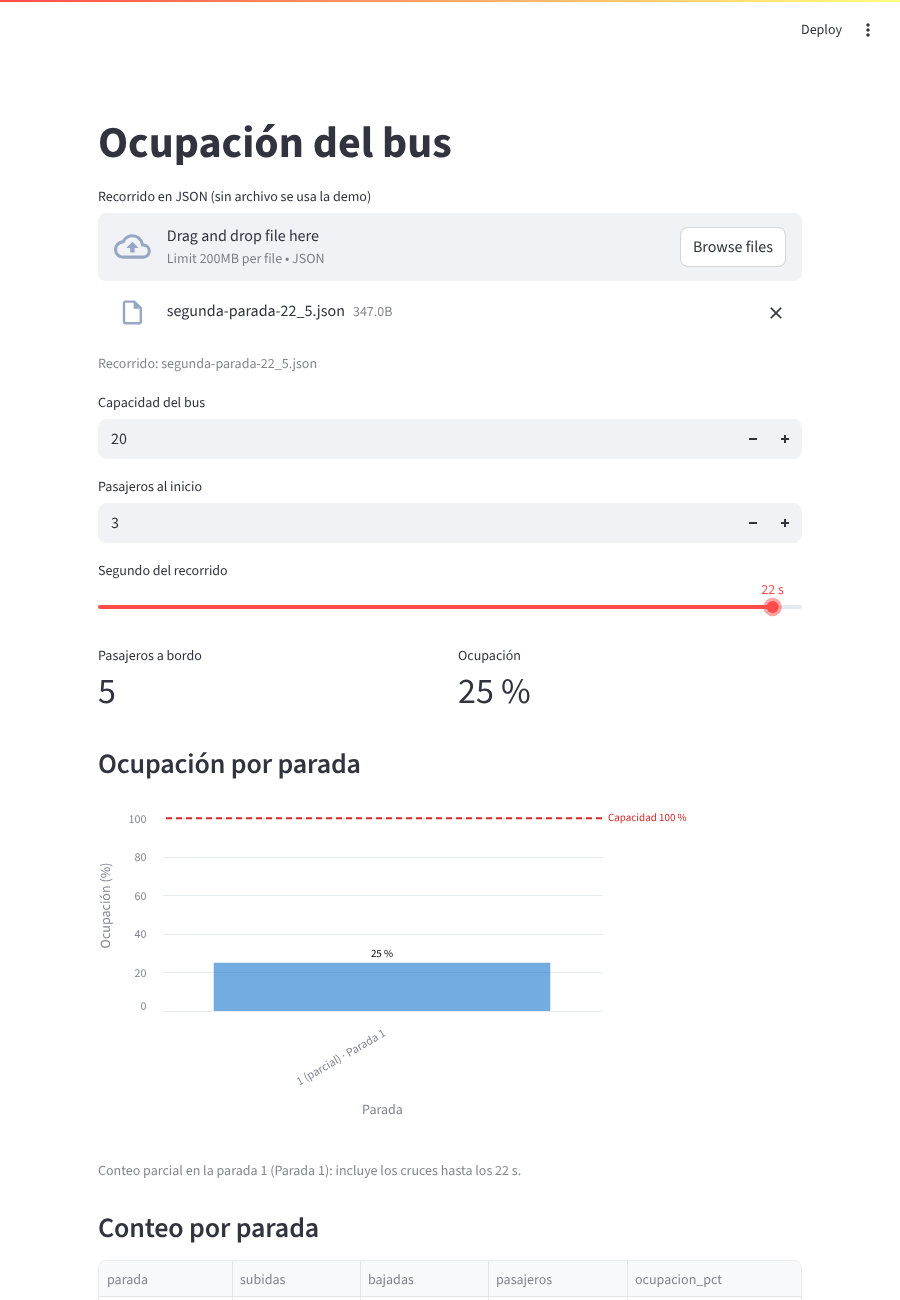 Deploy
Ocupación del bus
Recorrido en JSON (sin archivo se usa la demo)
Drag and drop file here
Limit 200MB per file • JSON
Browse files
segunda-parada-22_5.json 347.0B
Recorrido: segunda-parada-22_5.json
Capacidad del bus
20
Pasajeros al inicio
3
Segundo del recorrido
22 s
Pasajeros a bordo
Ocupación
5
25 %
Ocupación por parada
100
Capacidad 100 %
80
60
40
20
0
Ocupación (%)
25 %
1 (parcial) · Parada 1
Parada
Conteo parcial en la parada 1 (Parada 1): incluye los cruces hasta los 22 s.
Conteo por parada
parada subidas bajadas pasajeros ocupacion_pct